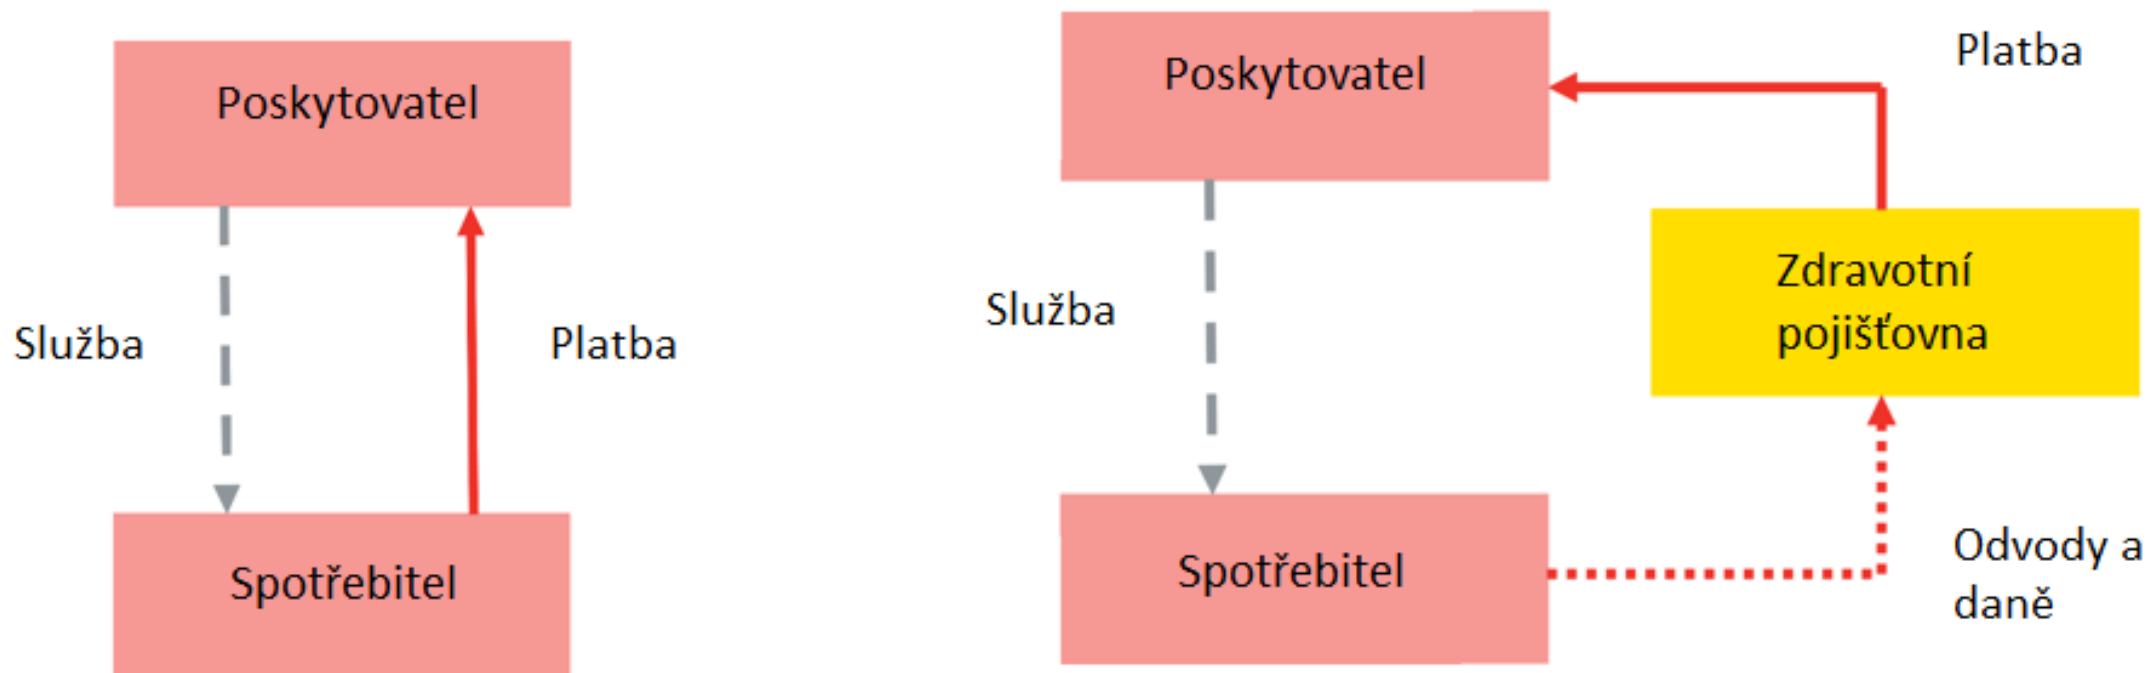 Poskytovatel
Služba
Platba
Spotřebitel
Poskytovatel
Platba
Služba
Zdravotní
pojišťovna
Spotřebitel
Odvody a
daně